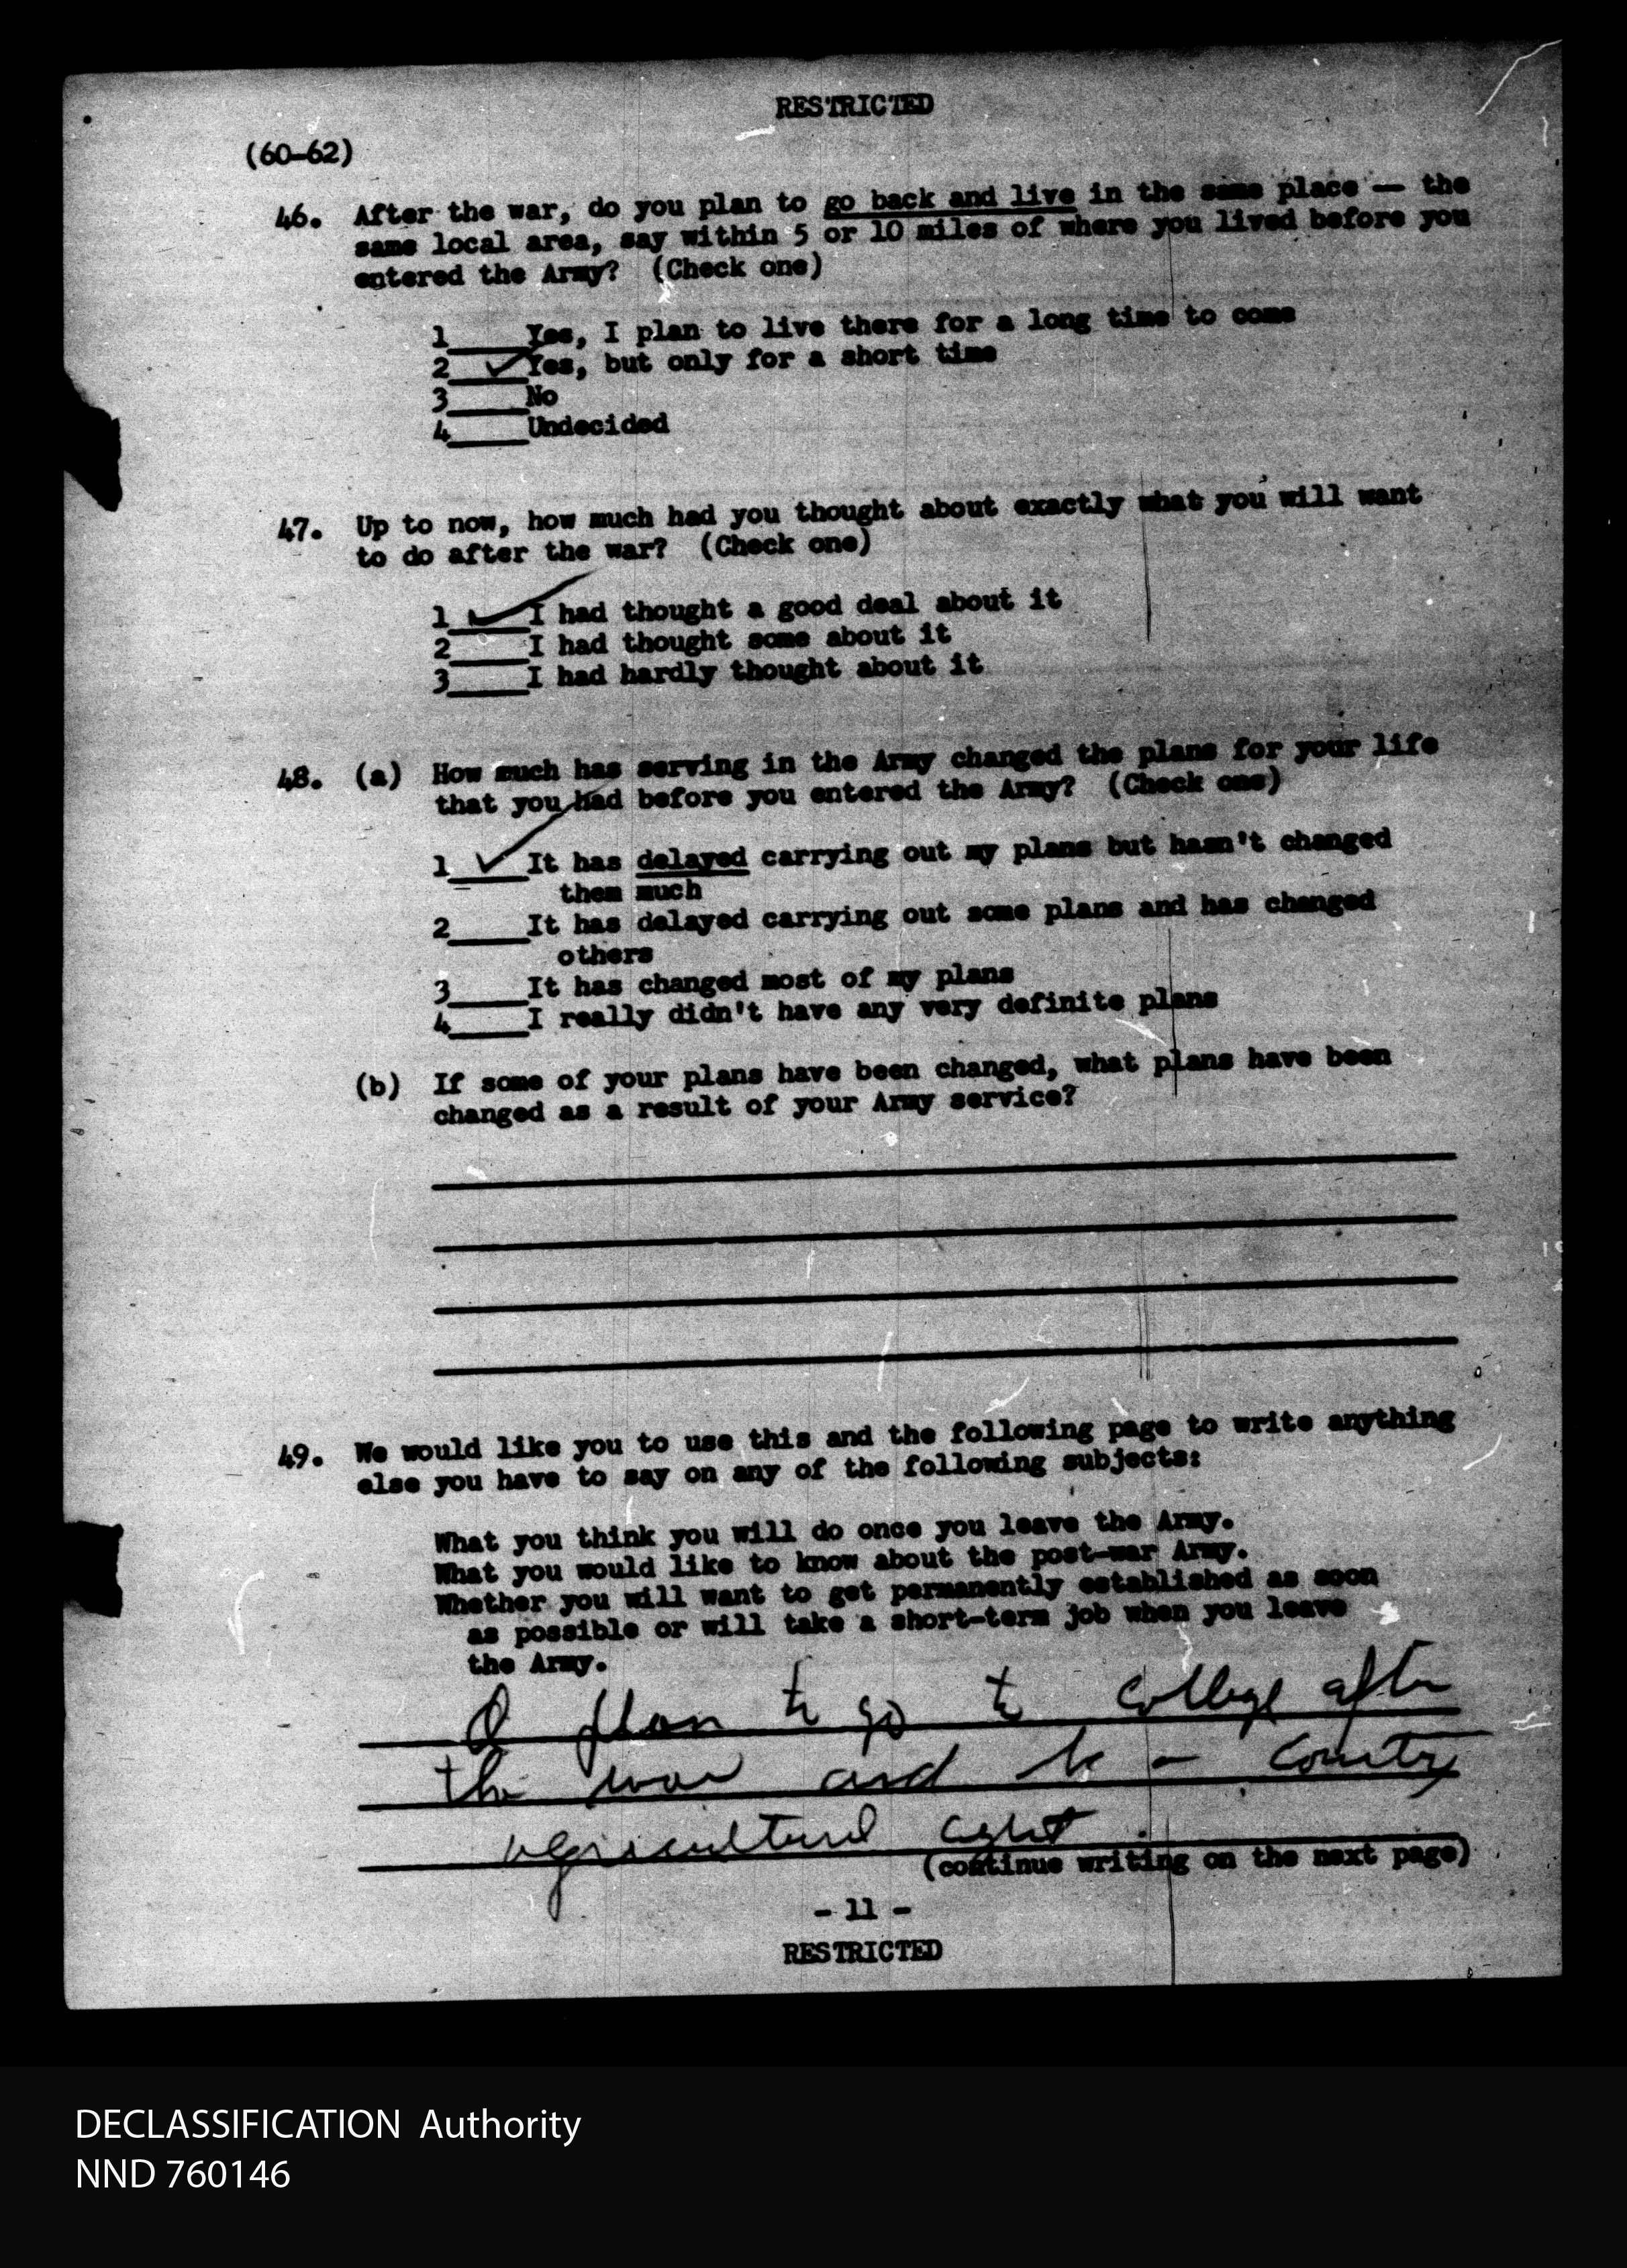 RESTRICTED
(60-62)
46. After the war, do you plan to go back and live in the same place — the
same local area, say within 5 or 10 miles of where you lived before you
entered the Army? (Check one)
1____Yes, I plan to live there for a long time to come
2__✓_Yes, but only for a short time
3____No
4____Undecided
47. Up to now, how much had you thought about exactly what you will want
to do after the war? (Check one)
1_✓__I had thought a good deal about it
2____I had thought some about it
3____I had hardly thought about it
48. (a) How much has serving in the Army changed the plans for your life
that you had before you entered the Army? (Check one)
1_✓__It has delayed carrying out my plans but hasn't changed
them much
2____It has delayed carrying out some plans and has changed
others
3____It has changed most of my plans
4____I really didn't have any very definite plans
(b) If some of your plans have been changed, what plans have been
changed as a result of your Army service?
49. We would like you to use this and the following page to write anything
else you have to say on any of the following subjects:
What you think you will do once you leave the Army.
What you would like to know about the post-war Army.
Whether you will want to get permanently established as soon
as possible or will take a short-term job when you leave
the Army.
I plan to go to college after
the war and be a County
agricultural agent.
(continue writing on the next page)
- 11 -
RESTRICTED
DECLASSIFICATION Authority
NND 760146